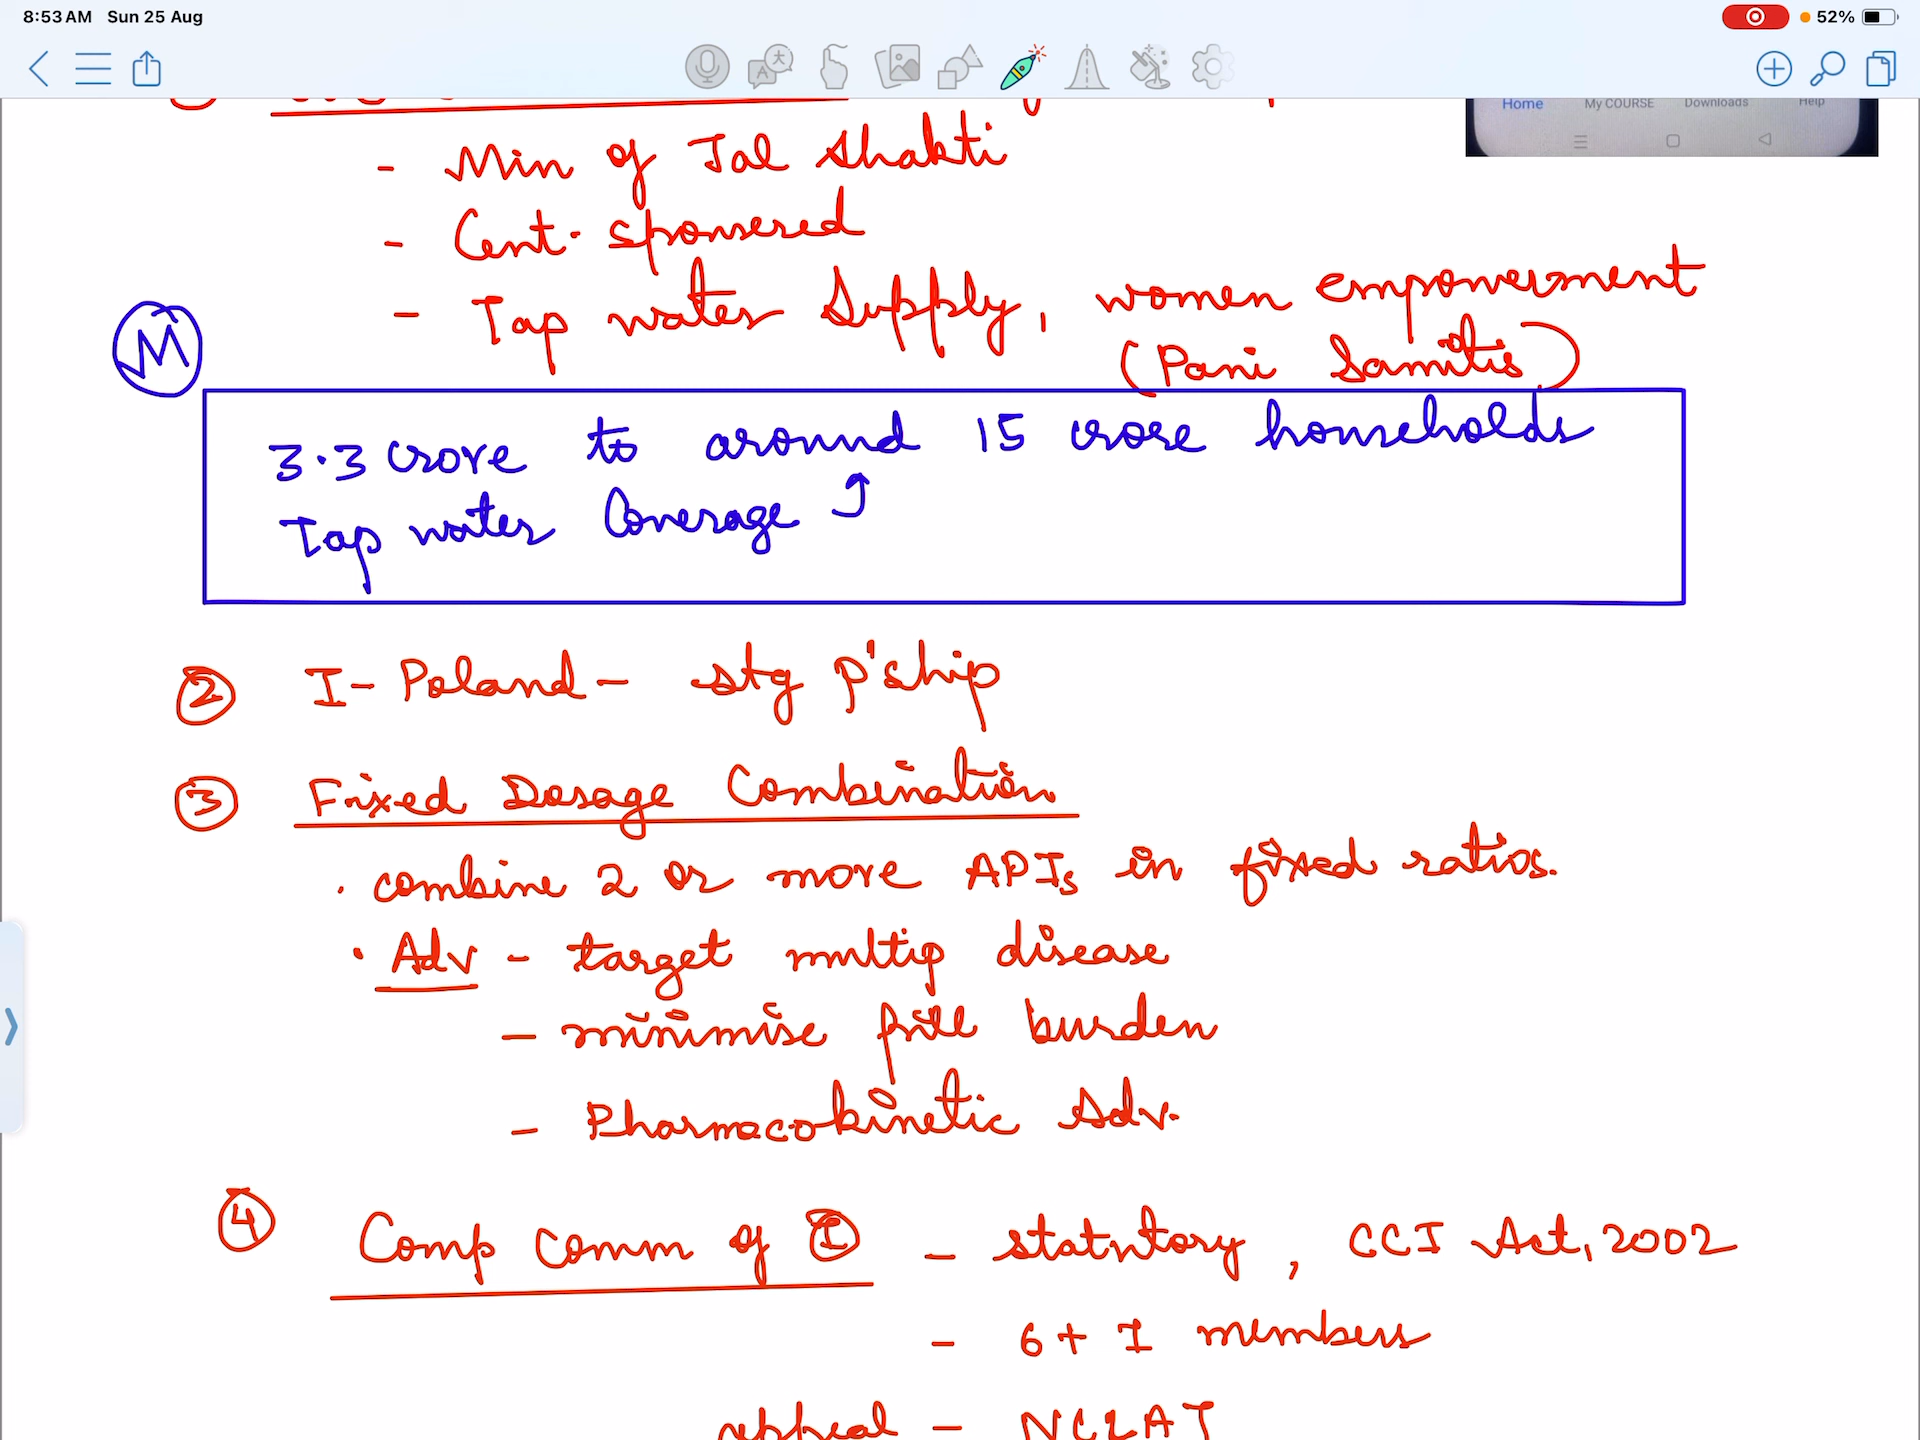 8:53 AM Sun 25 Aug
52%
Home My COURSE Downloads Help
- Min of Jal Shakti
- Cent. sponsered
- Tap water Supply, women empowerment
(Pani Samitis)
M
3.3 crore to around 15 crore households
Tap water Coverage ↑
② I - Poland - stg p'ship
③ Fixed Dosage Combination
· combine 2 or more APIs in fixed ratios.
· Adv - target multip disease
- minimise pill burden
- Pharmacokinetic Adv.
④ Comp comm of I - statutory, CCI Act, 2002
- 6 + 1 members
appeal - NCLAT